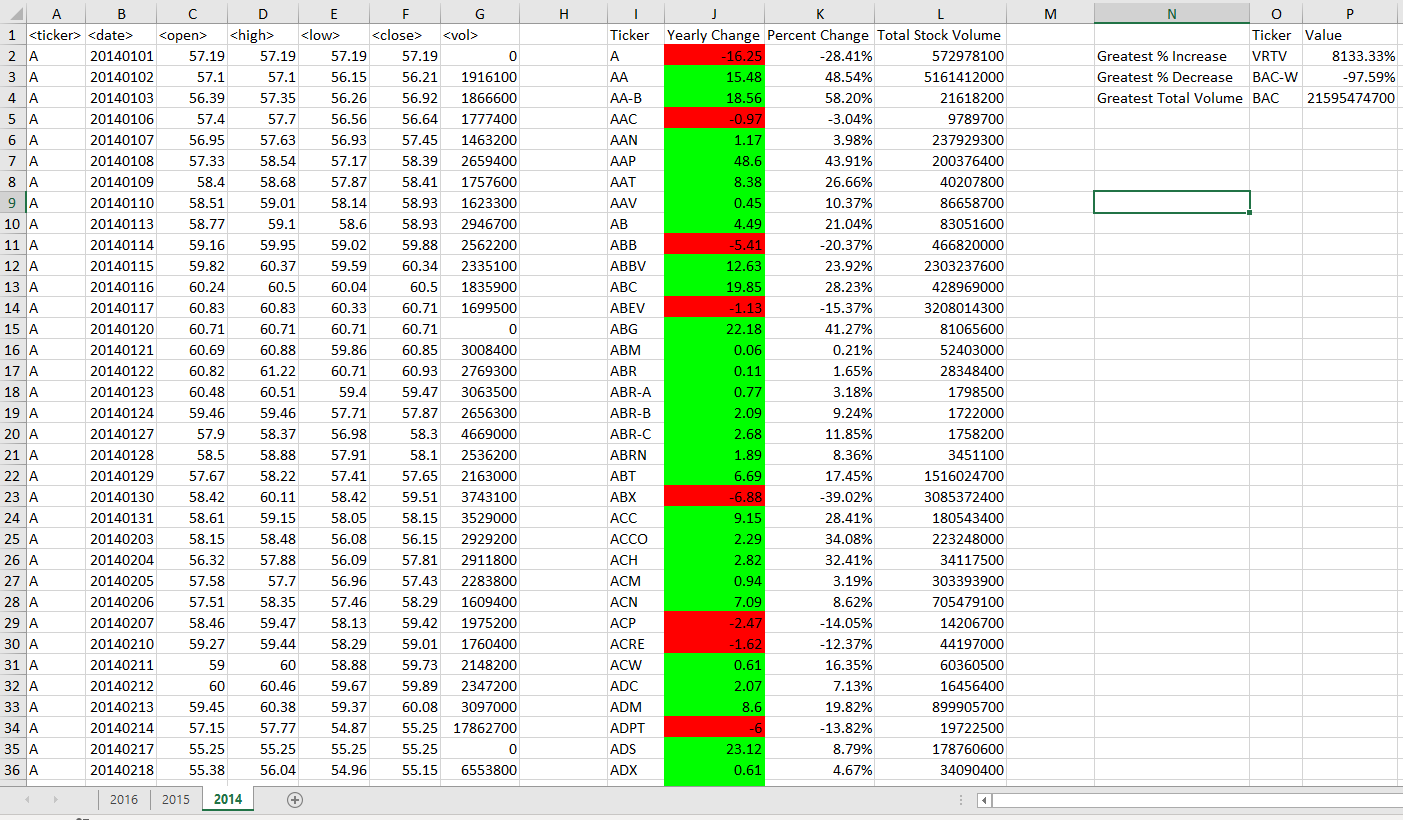 A B C D E F G H I J K L M N O P
1 <ticker> <date> <open> <high> <low> <close> <vol> Ticker Yearly Change Percent Change Total Stock Volume Ticker Value
2 A 20140101 57.19 57.19 57.19 57.19 0 A -16.25 -28.41% 572978100 Greatest % Increase VRTV 8133.33%
3 A 20140102 57.1 57.1 56.15 56.21 1916100 AA 15.48 48.54% 5161412000 Greatest % Decrease BAC-W -97.59%
4 A 20140103 56.39 57.35 56.26 56.92 1866600 AA-B 18.56 58.20% 21618200 Greatest Total Volume BAC 21595474700
5 A 20140106 57.4 57.7 56.56 56.64 1777400 AAC -0.97 -3.04% 9789700
6 A 20140107 56.95 57.63 56.93 57.45 1463200 AAN 1.17 3.98% 237929300
7 A 20140108 57.33 58.54 57.17 58.39 2659400 AAP 48.6 43.91% 200376400
8 A 20140109 58.4 58.68 57.87 58.41 1757600 AAT 8.38 26.66% 40207800
9 A 20140110 58.51 59.01 58.14 58.93 1623300 AAV 0.45 10.37% 86658700
10 A 20140113 58.77 59.1 58.6 58.93 2946700 AB 4.49 21.04% 83051600
11 A 20140114 59.16 59.95 59.02 59.88 2562200 ABB -5.41 -20.37% 466820000
12 A 20140115 59.82 60.37 59.59 60.34 2335100 ABBV 12.63 23.92% 2303237600
13 A 20140116 60.24 60.5 60.04 60.5 1835900 ABC 19.85 28.23% 428969000
14 A 20140117 60.83 60.83 60.33 60.71 1699500 ABEV -1.13 -15.37% 3208014300
15 A 20140120 60.71 60.71 60.71 60.71 0 ABG 22.18 41.27% 81065600
16 A 20140121 60.69 60.88 59.86 60.85 3008400 ABM 0.06 0.21% 52403000
17 A 20140122 60.82 61.22 60.71 60.93 2769300 ABR 0.11 1.65% 28348400
18 A 20140123 60.48 60.51 59.4 59.47 3063500 ABR-A 0.77 3.18% 1798500
19 A 20140124 59.46 59.46 57.71 57.87 2656300 ABR-B 2.09 9.24% 1722000
20 A 20140127 57.9 58.37 56.98 58.3 4669000 ABR-C 2.68 11.85% 1758200
21 A 20140128 58.5 58.88 57.91 58.1 2536200 ABRN 1.89 8.36% 3451100
22 A 20140129 57.67 58.22 57.41 57.65 2163000 ABT 6.69 17.45% 1516024700
23 A 20140130 58.42 60.11 58.42 59.51 3743100 ABX -6.88 -39.02% 3085372400
24 A 20140131 58.61 59.15 58.05 58.15 3529000 ACC 9.15 28.41% 180543400
25 A 20140203 58.15 58.48 56.08 56.15 2929200 ACCO 2.29 34.08% 223248000
26 A 20140204 56.32 57.88 56.09 57.81 2911800 ACH 2.82 32.41% 34117500
27 A 20140205 57.58 57.7 56.96 57.43 2283800 ACM 0.94 3.19% 303393900
28 A 20140206 57.51 58.35 57.46 58.29 1609400 ACN 7.09 8.62% 705479100
29 A 20140207 58.46 59.47 58.13 59.42 1975200 ACP -2.47 -14.05% 14206700
30 A 20140210 59.27 59.44 58.29 59.01 1760400 ACRE -1.62 -12.37% 44197000
31 A 20140211 59 60 58.88 59.73 2148200 ACW 0.61 16.35% 60360500
32 A 20140212 60 60.46 59.67 59.89 2347200 ADC 2.07 7.13% 16456400
33 A 20140213 59.45 60.38 59.37 60.08 3097000 ADM 8.6 19.82% 899905700
34 A 20140214 57.15 57.77 54.87 55.25 17862700 ADPT -6 -13.82% 19722500
35 A 20140217 55.25 55.25 55.25 55.25 0 ADS 23.12 8.79% 178760600
36 A 20140218 55.38 56.04 54.96 55.15 6553800 ADX 0.61 4.67% 34090400
2016 2015 2014